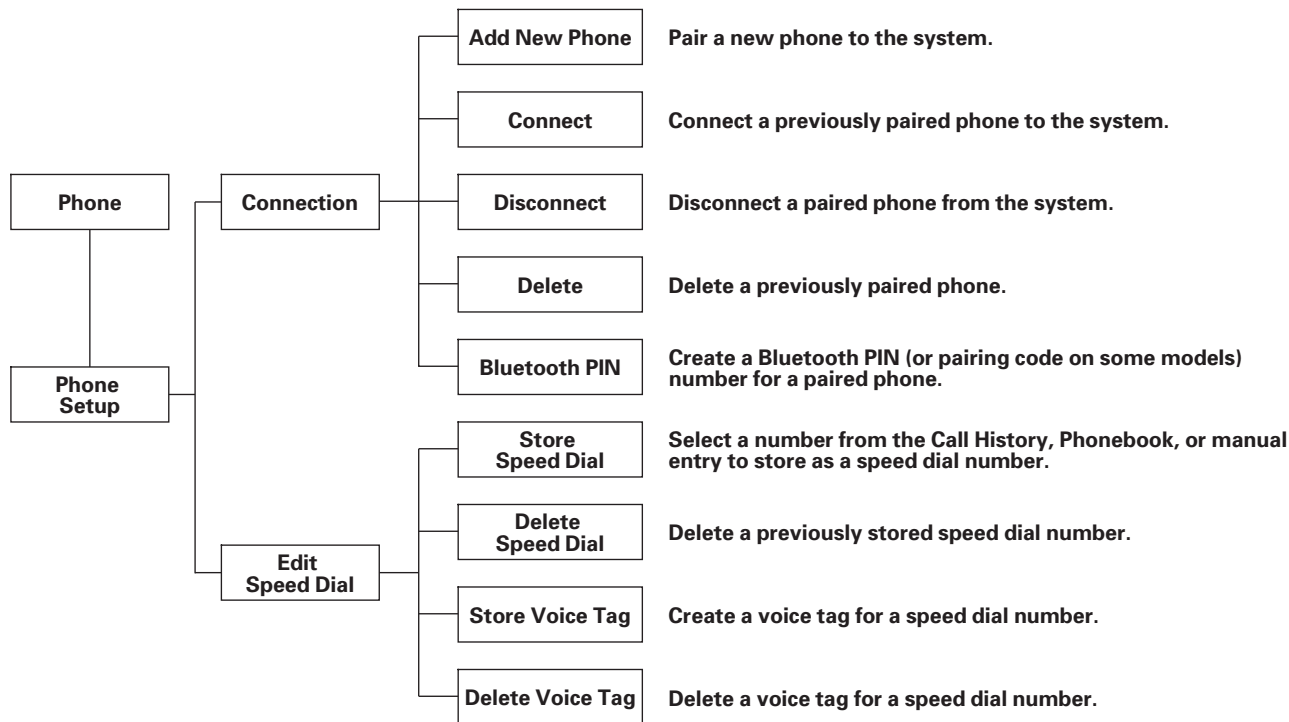 Add New Phone
Pair a new phone to the system.
Connect
Connect a previously paired phone to the system.
Phone
Connection
Disconnect
Disconnect a paired phone from the system.
Delete
Delete a previously paired phone.
Phone
Setup
Bluetooth PIN
Create a Bluetooth PIN (or pairing code on some models)
number for a paired phone.
Store
Speed Dial
Select a number from the Call History, Phonebook, or manual
entry to store as a speed dial number.
Delete
Speed Dial
Delete a previously stored speed dial number.
Edit
Speed Dial
Store Voice Tag
Create a voice tag for a speed dial number.
Delete Voice Tag
Delete a voice tag for a speed dial number.